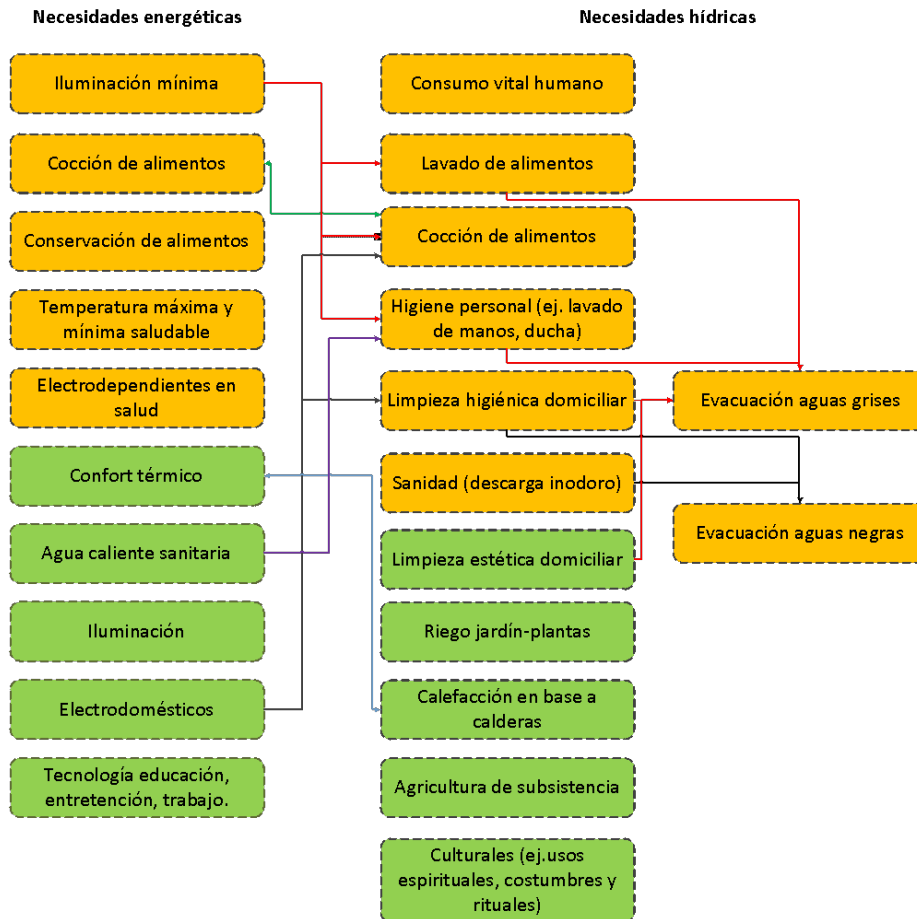 Necesidades energéticas
Necesidades hídricas
Iluminación mínima
Cocción de alimentos
Conservación de alimentos
Temperatura máxima y
mínima saludable
Electrodependientes en
salud
Confort térmico
Agua caliente sanitaria
Iluminación
Electrodomésticos
Tecnología educación,
entretención, trabajo.
Consumo vital humano
Lavado de alimentos
Cocción de alimentos
Higiene personal (ej. lavado
de manos, ducha)
Limpieza higiénica domiciliar
Sanidad (descarga inodoro)
Limpieza estética domiciliar
Riego jardín-plantas
Calefacción en base a
calderas
Agricultura de subsistencia
Culturales (ej.usos
espirituales, costumbres y
rituales)
Evacuación aguas grises
Evacuación aguas negras